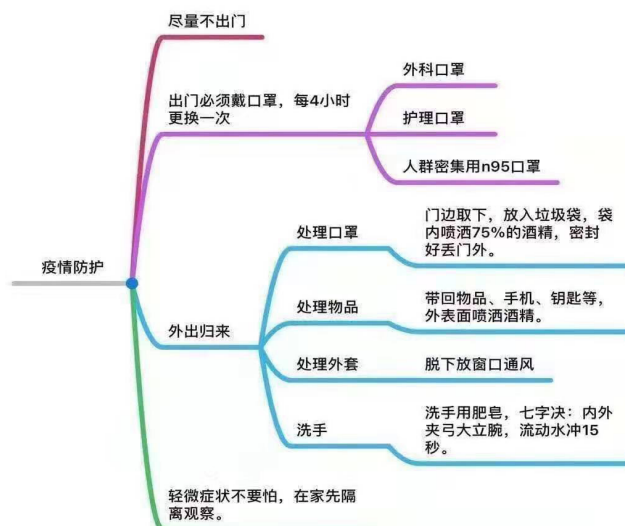 尽量不出门
出门必须戴口罩，每4小时
更换一次
外科口罩
护理口罩
人群密集用n95口罩
疫情防护
外出归来
处理口罩
门边取下，放入垃圾袋，袋
内喷洒75%的酒精，密封
好丢门外。
处理物品
带回物品、手机、钥匙等，
外表面喷洒酒精。
处理外套
脱下放窗口通风
洗手
洗手用肥皂，七字决：内外
夹弓大立腕，流动水冲15
秒。
轻微症状不要怕，在家先隔
离观察。